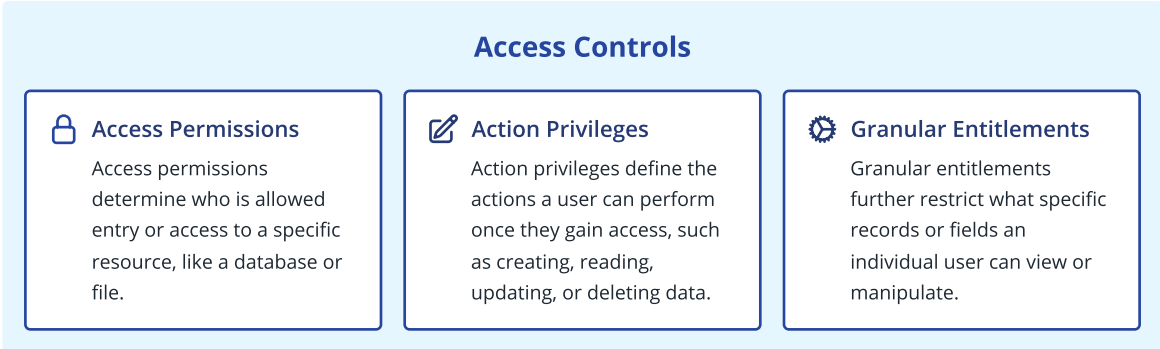 Access Controls
Access Permissions
Access permissions
determine who is allowed
entry or access to a specific
resource, like a database or
file.
Action Privileges
Action privileges define the
actions a user can perform
once they gain access, such
as creating, reading,
updating, or deleting data.
Granular Entitlements
Granular entitlements
further restrict what specific
records or fields an
individual user can view or
manipulate.